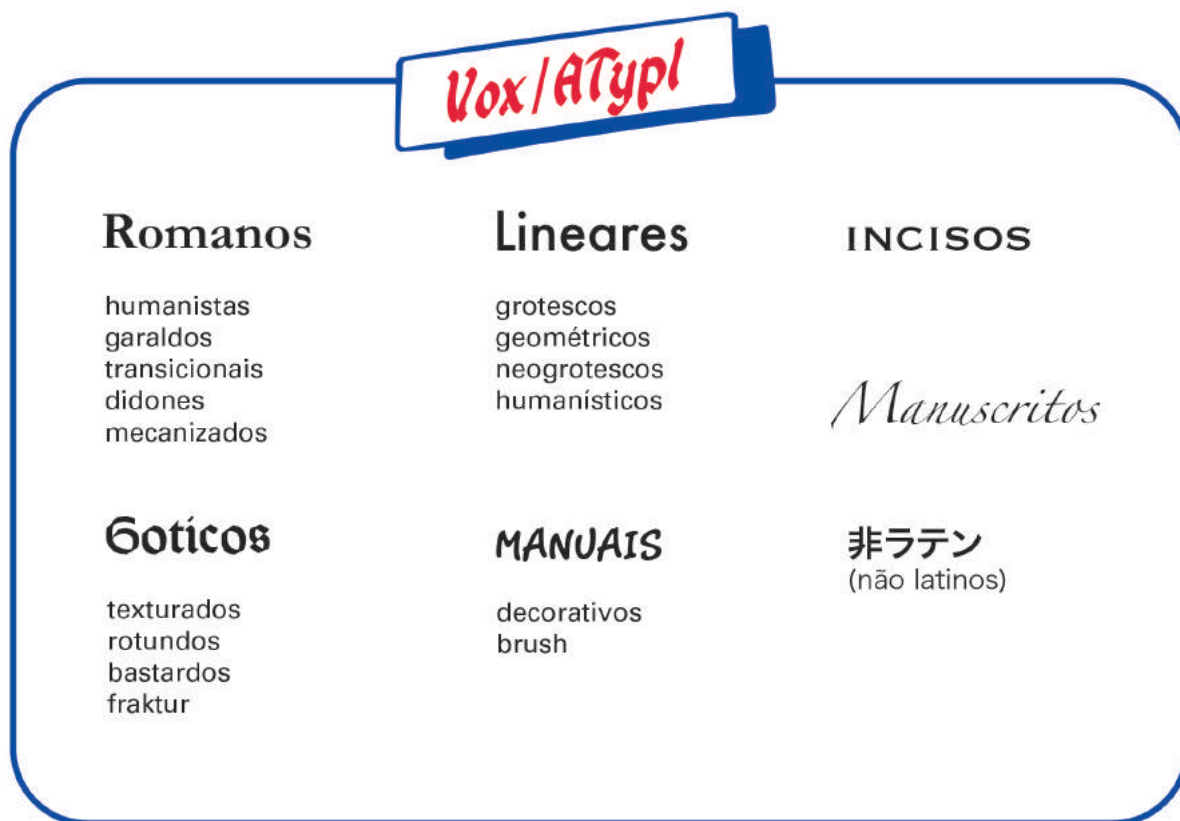 Vox/ATypI
Romanos
humanistas
garaldos
transicionais
didones
mecanizados
Lineares
grotescos
geométricos
neogrotescos
humanísticos
INCISOS
Manuscritos
Goticos
texturados
rotundos
bastardos
fraktur
MANUAIS
decorativos
brush
非ラテン
(não latinos)